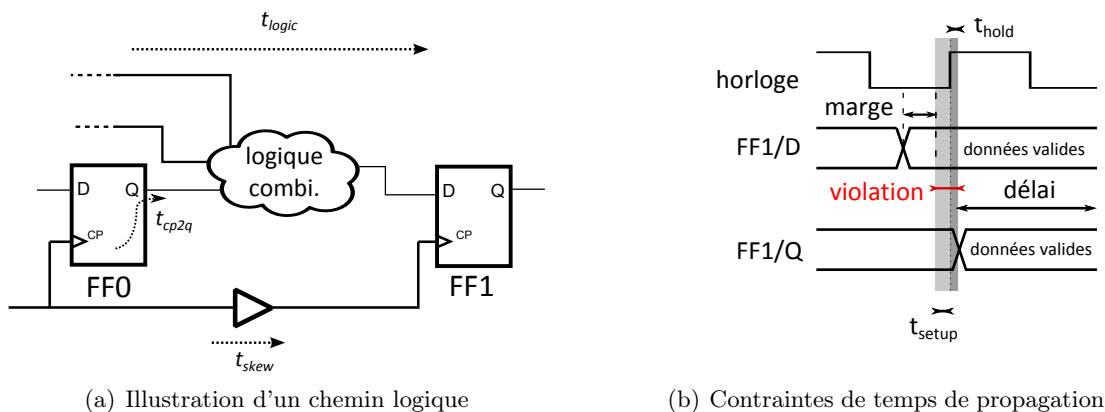 t_logic
logique
combi.
D
Q
CP
t_cp2q
FF0
D
Q
CP
FF1
t_skew
(a) Illustration d'un chemin logique
t_hold
horloge
marge
FF1/D
données valides
violation
délai
FF1/Q
données valides
t_setup
(b) Contraintes de temps de propagation